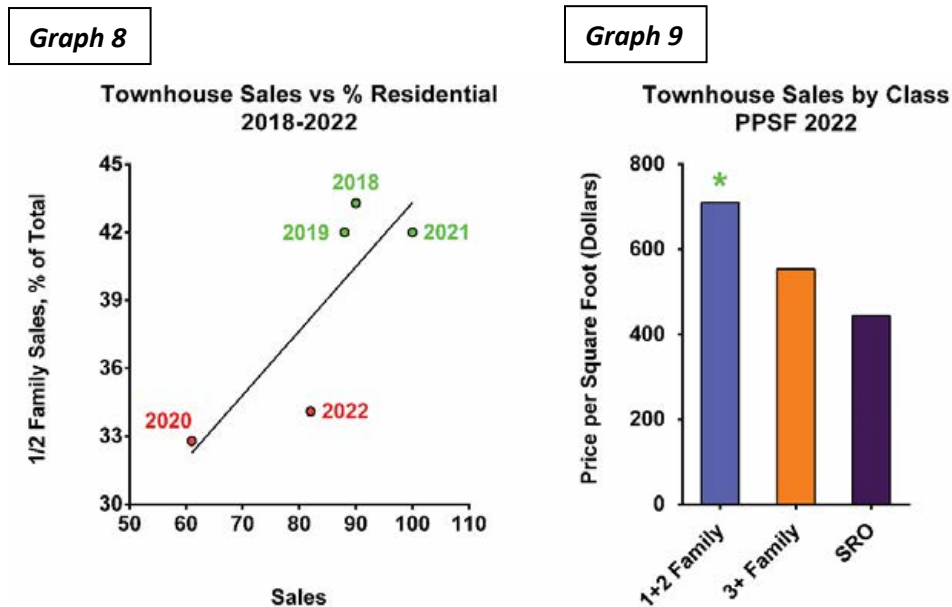 Graph 8
Townhouse Sales vs % Residential
2018-2022
1/2 Family Sales, % of Total
45
42
39
36
33
30
2018
2019
2021
2020
2022
50 60 70 80 90 100 110
Sales
Graph 9
Townhouse Sales by Class
PPSF 2022
Price per Square Foot (Dollars)
800
600
400
200
0
*
1+2 Family
3+ Family
SRO